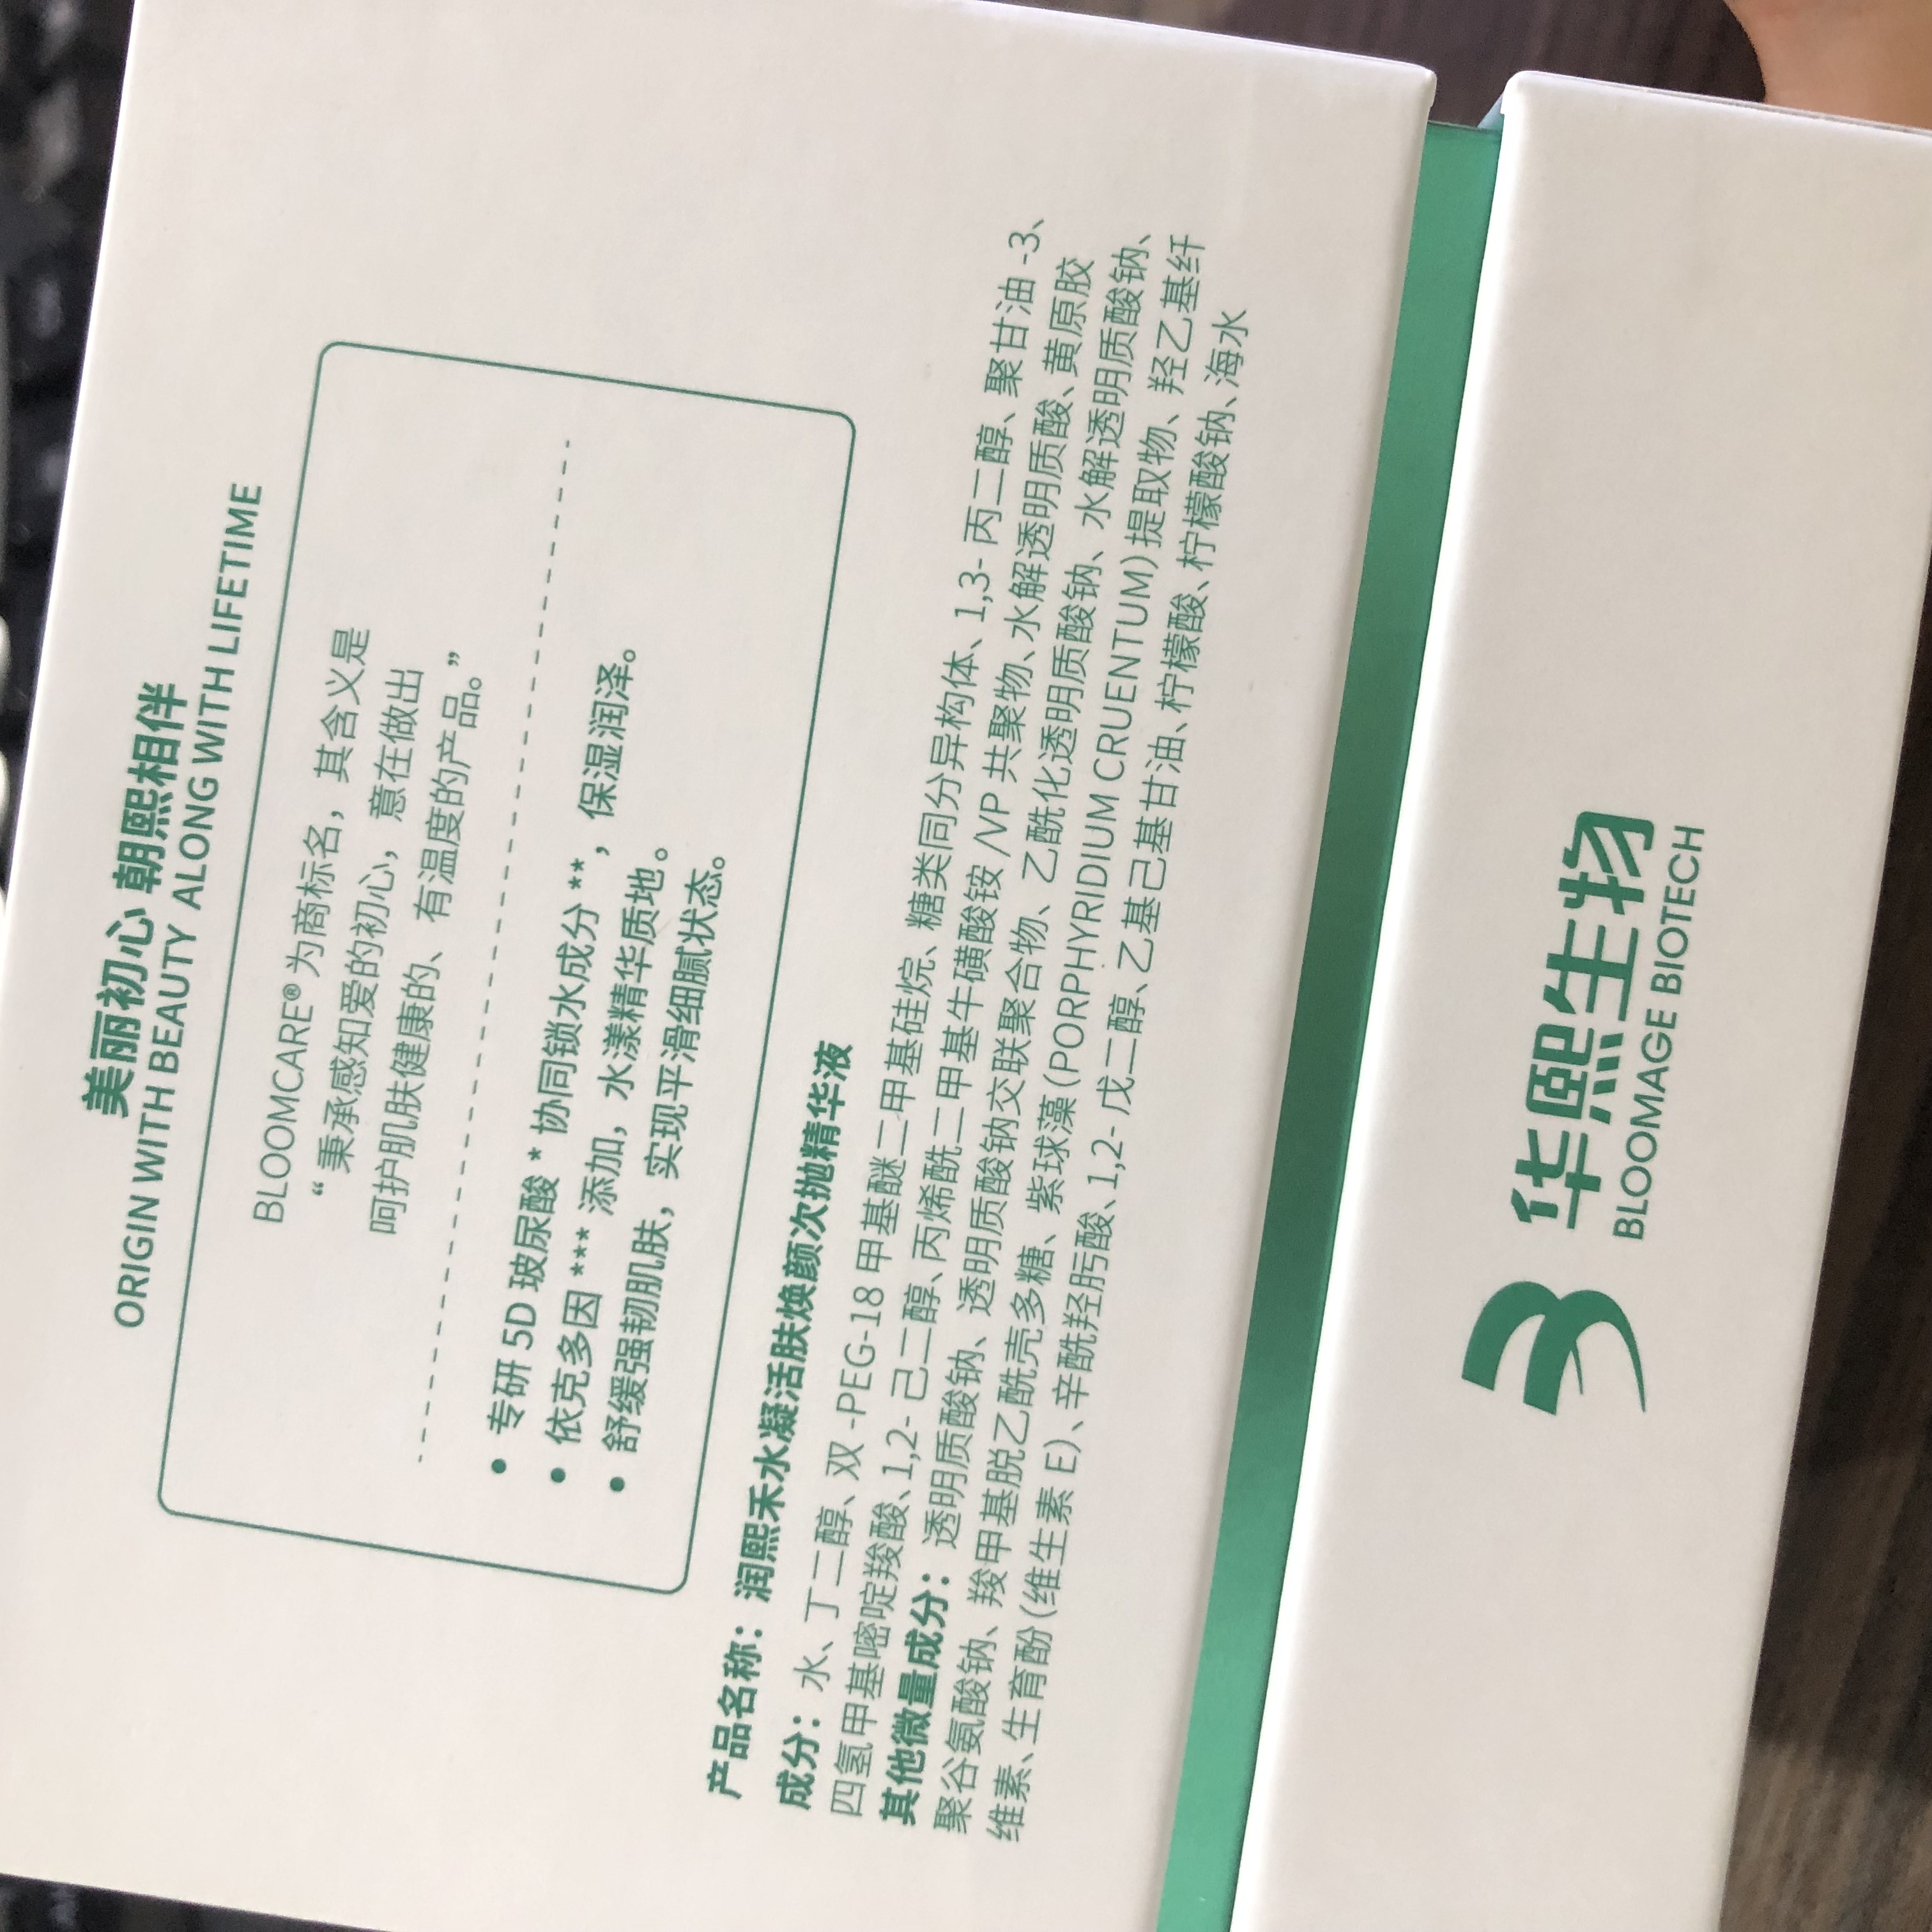 美丽初心 朝熙相伴
ORIGIN WITH BEAUTY ALONG WITH LIFETIME
BLOOMCARE® 为商标名，其含义是
“ 秉承感知爱的初心，意在做出
呵护肌肤健康的、有温度的产品。”
• 专研 5D 玻尿酸 * 协同锁水成分 **，保湿润泽。
• 依克多因 *** 添加，水漾精华质地。
• 舒缓强韧肌肤，实现平滑细腻状态。
产品名称：润熙禾水凝活肤焕颜次抛精华液
成分：水、丁二醇、双 -PEG-18 甲基醚二甲基硅烷、糖类同分异构体、1,3- 丙二醇、聚甘油 -3、
四氢甲基嘧啶羧酸、1,2- 己二醇、丙烯酰二甲基牛磺酸铵 /VP 共聚物、水解透明质酸、黄原胶
其他微量成分：透明质酸钠、透明质酸钠交联聚合物、乙酰化透明质酸钠、水解透明质酸钠、
聚谷氨酸钠、羧甲基脱乙酰壳多糖、紫球藻（PORPHYRIDIUM CRUENTUM）提取物、羟乙基纤
维素、生育酚（维生素 E）、辛酰羟肟酸、1,2- 戊二醇、乙基己基甘油、柠檬酸、柠檬酸钠、海水
华熙生物
BLOOMAGE BIOTECH